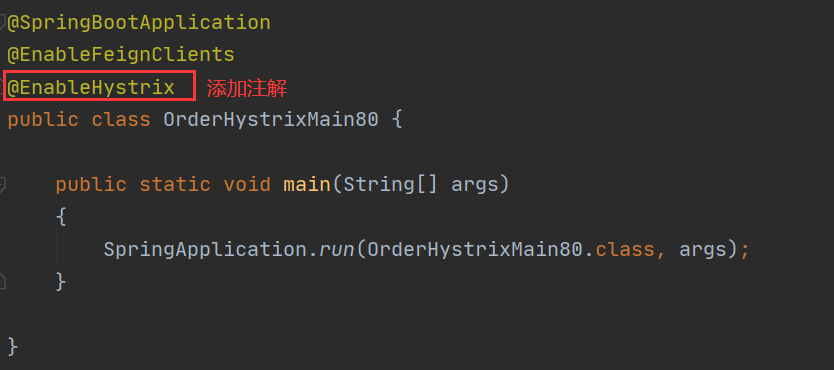 @SpringBootApplication
@EnableFeignClients
@EnableHystrix 添加注解
public class OrderHystrixMain80 {
public static void main(String[] args)
{
SpringApplication.run(OrderHystrixMain80.class, args);
}
}